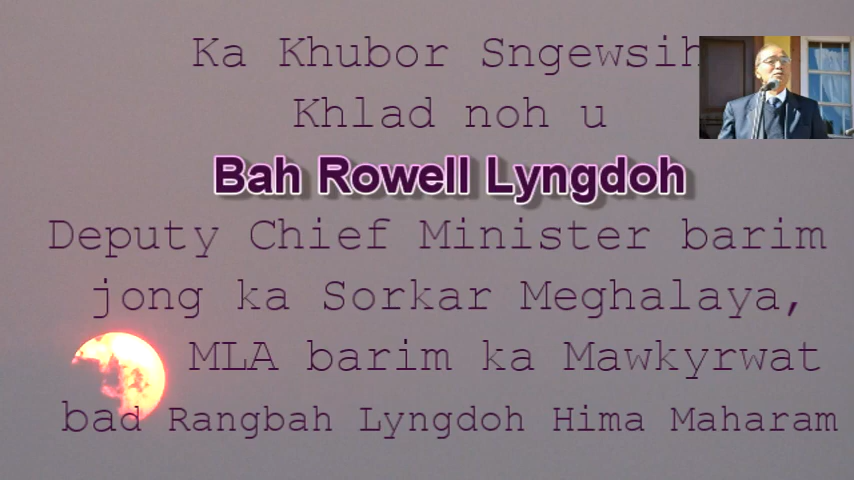 Ka Khubor Sngewsih
Khlad noh u
Bah Rowell Lyngdoh
Deputy Chief Minister barim
jong ka Sorkar Meghalaya,
MLA barim ka Mawkyrwat
bad Rangbah Lyngdoh Hima Maharam